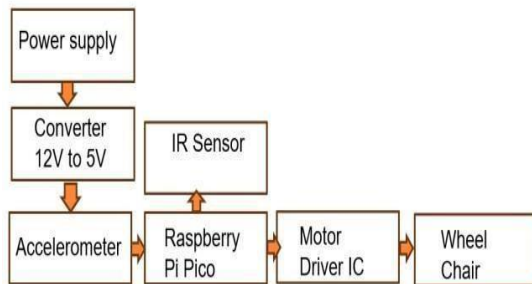 Power supply
Converter
12V to 5V
IR Sensor
Accelerometer
Raspberry
Pi Pico
Motor
Driver IC
Wheel
Chair